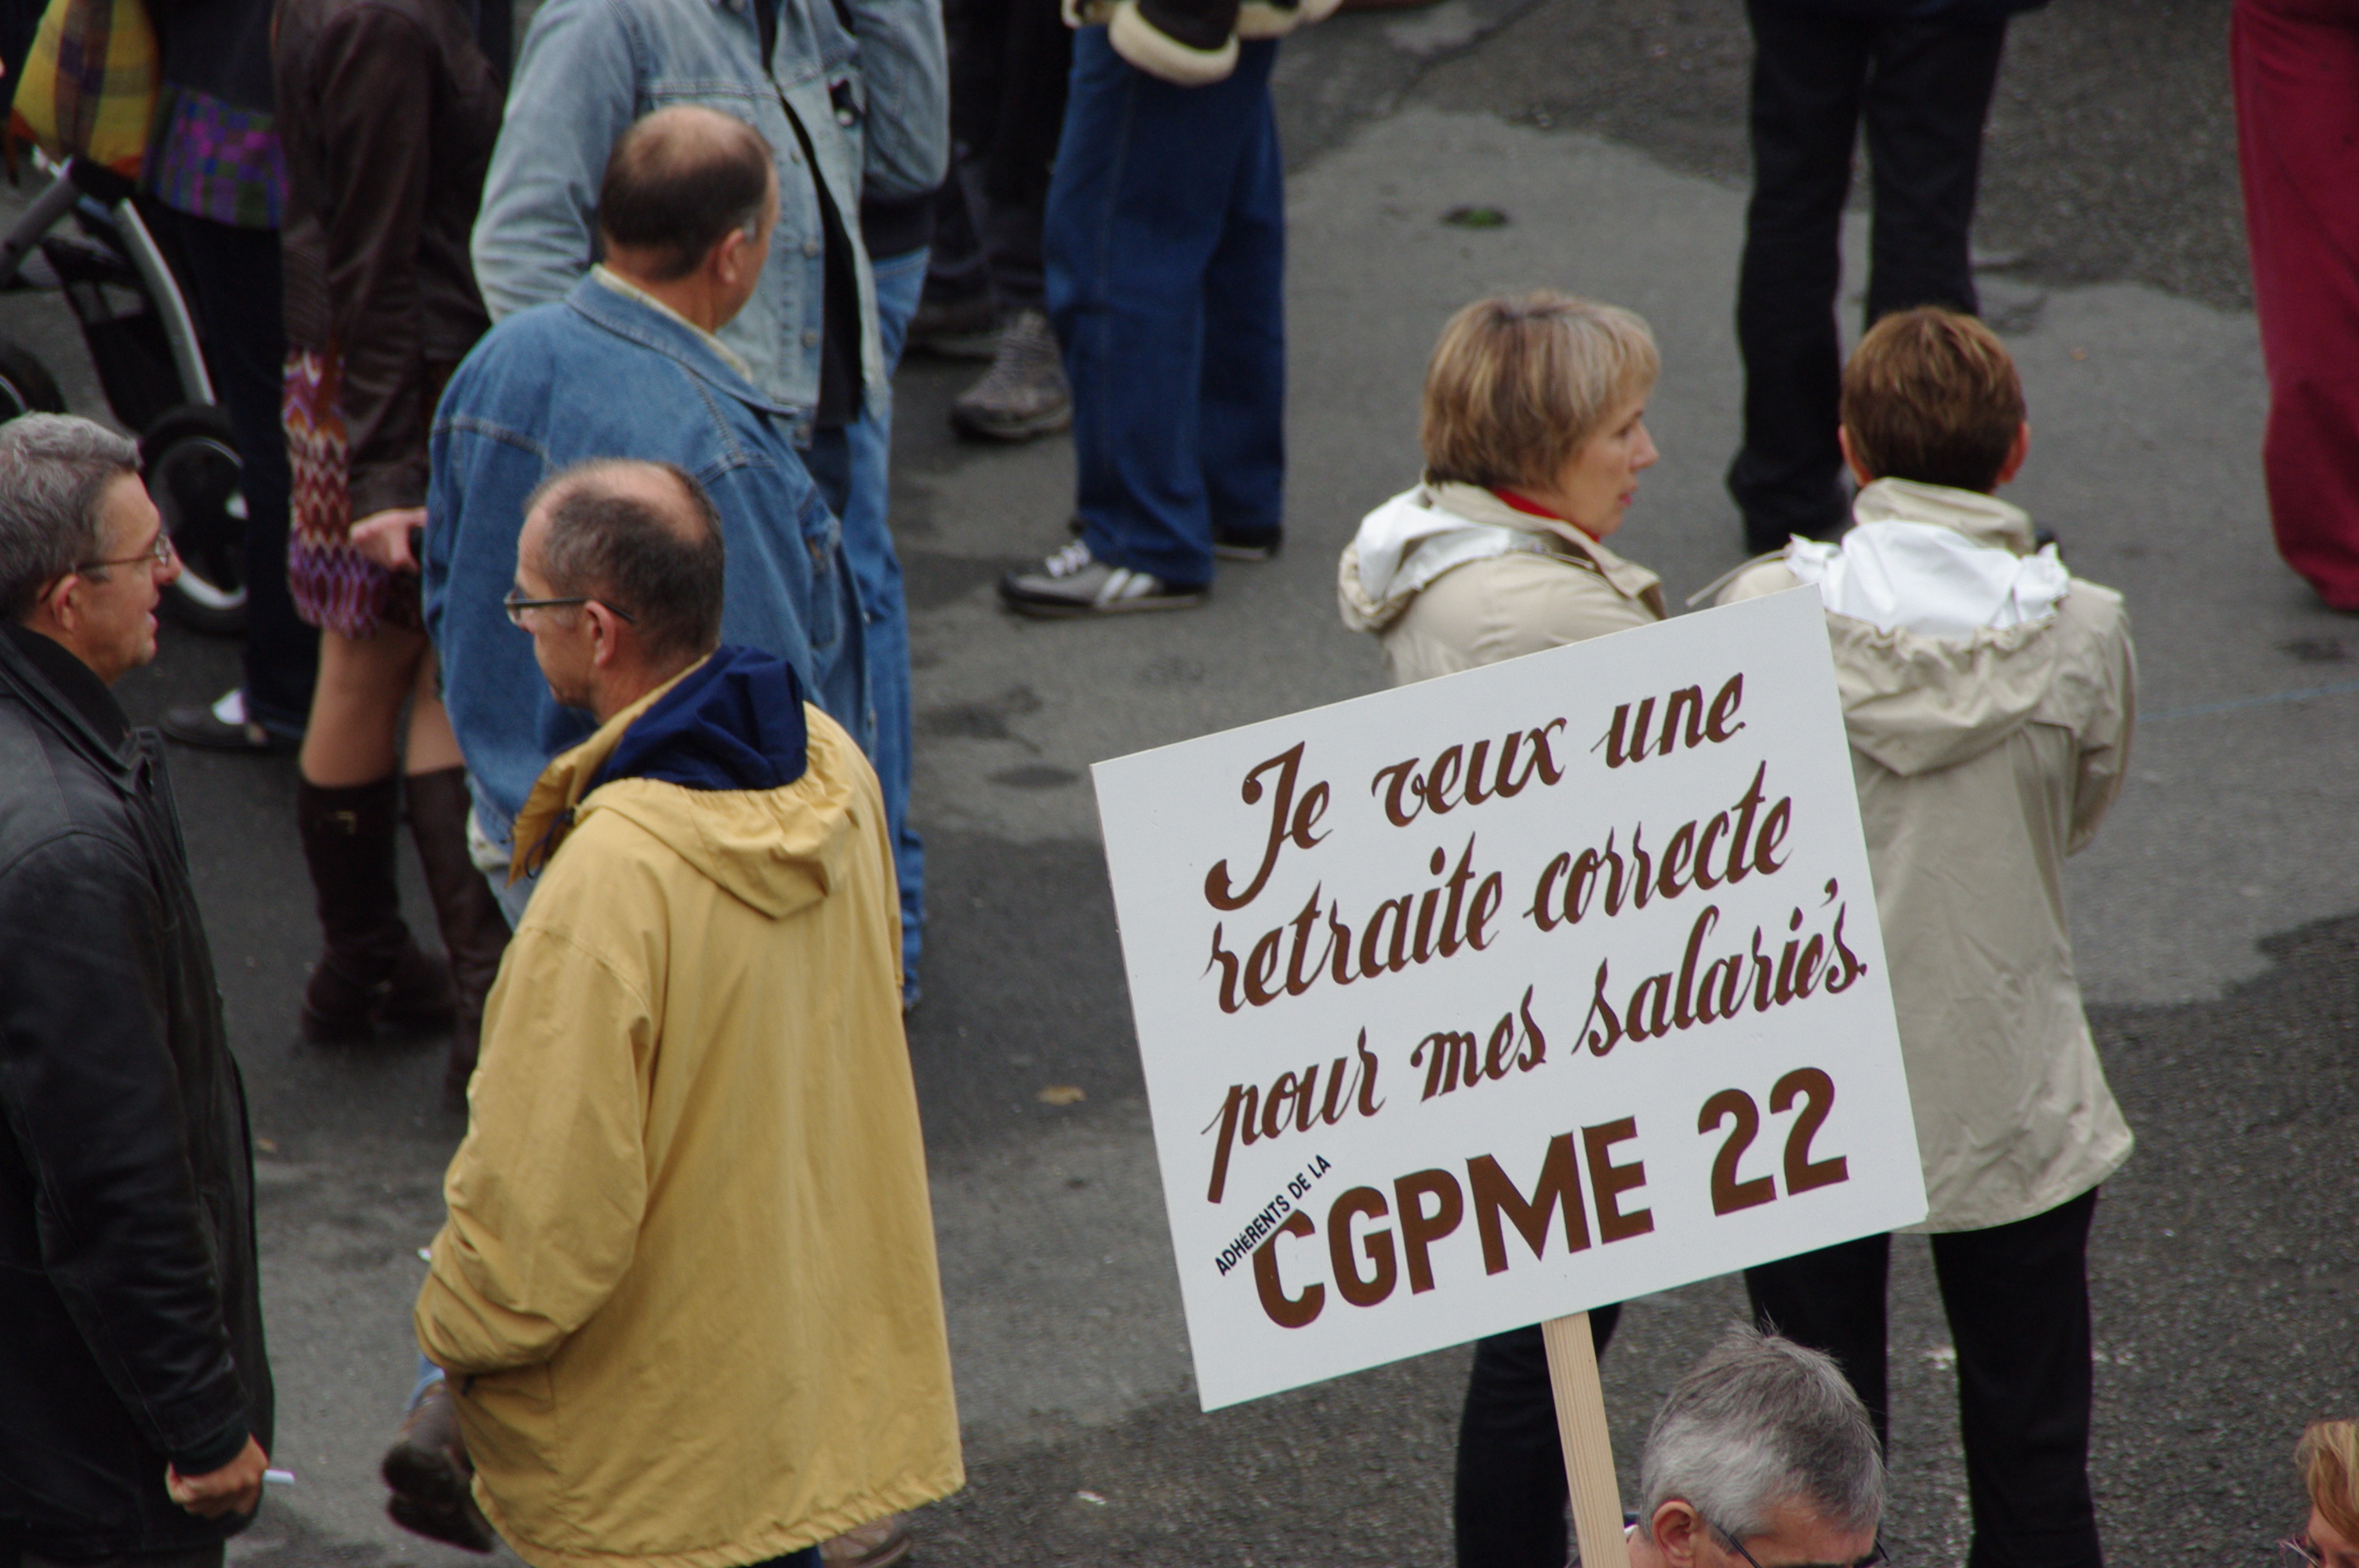 Je veux une
retraite correcte
pour mes salariés.
ADHÉRENTS DE LA
CGPME 22